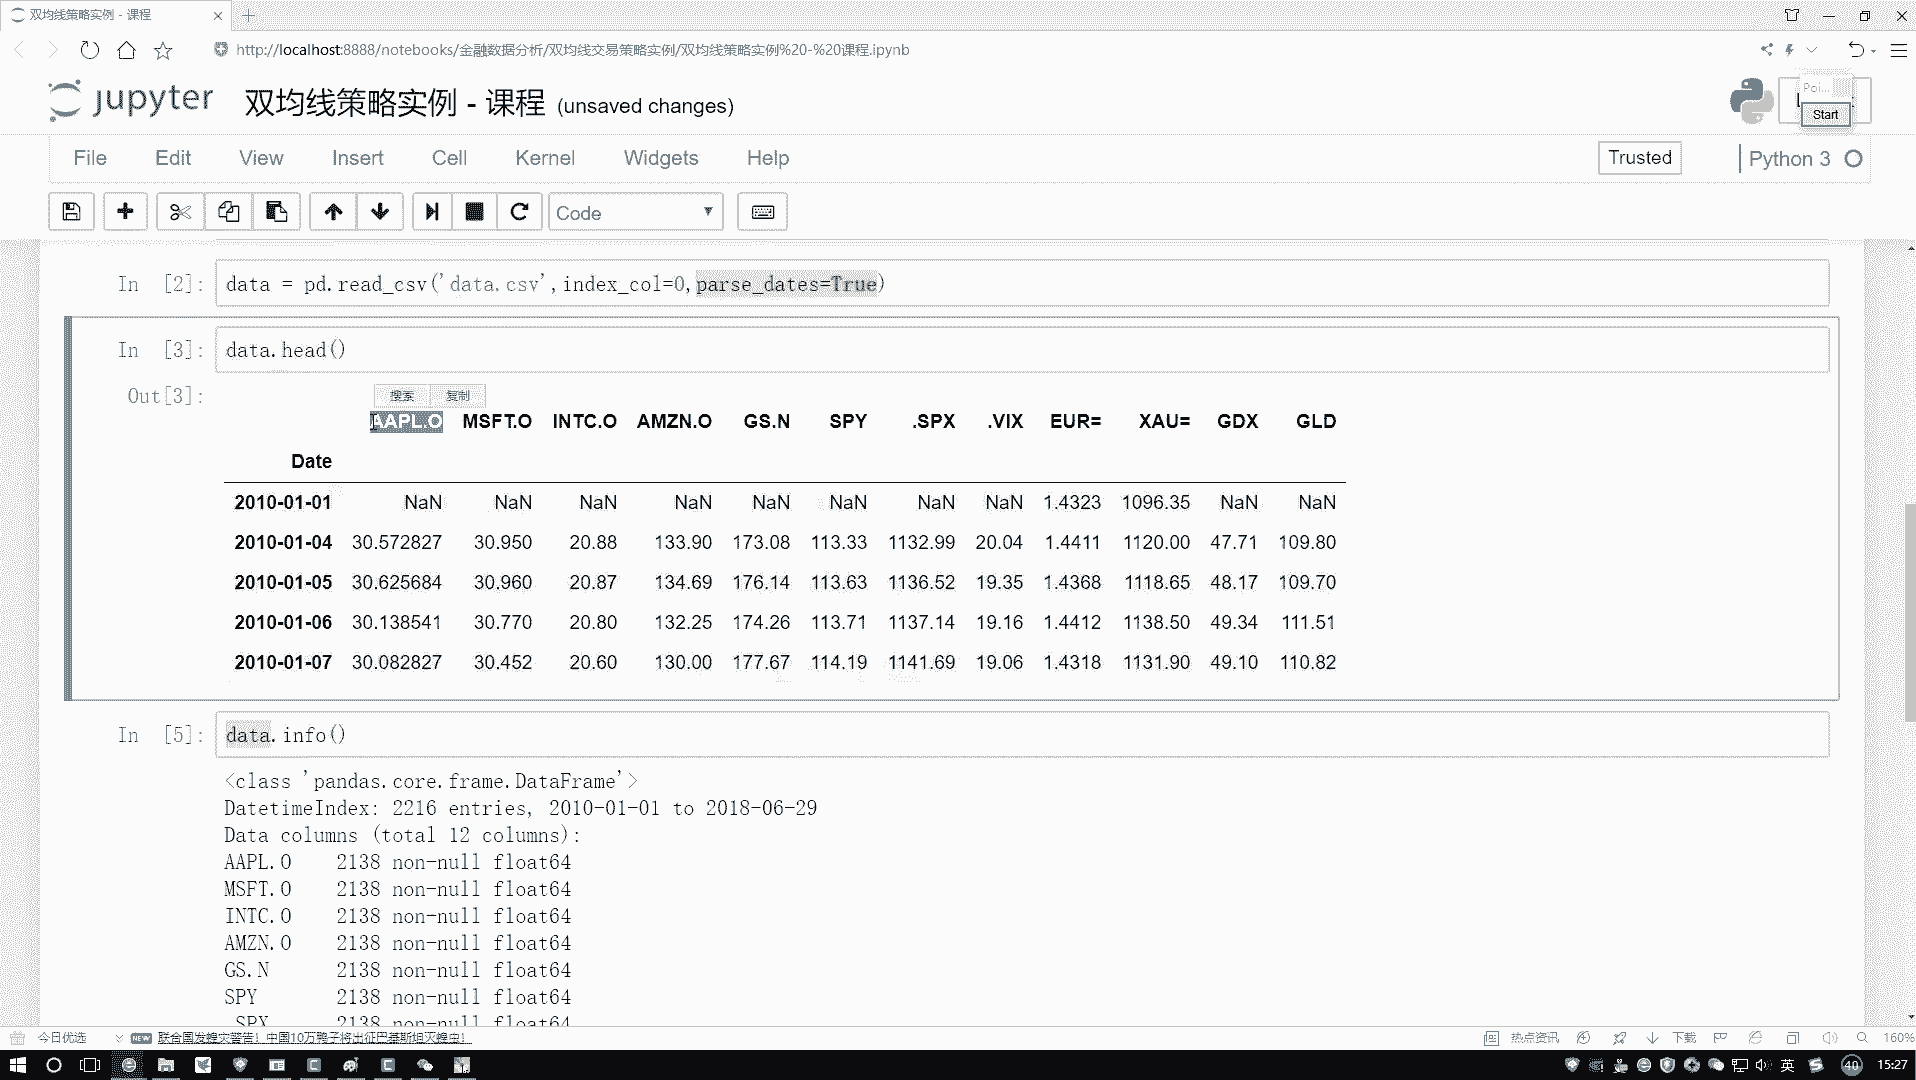 双均线策略实例 - 课程
http://localhost:8888/notebooks/金融数据分析/双均线交易策略实例/双均线策略实例%20-%20课程.ipynb
jupyter 双均线策略实例 - 课程 (unsaved changes)
Poi...
Start
File Edit View Insert Cell Kernel Widgets Help
Trusted Python 3
Code
In [2]: data = pd.read_csv('data.csv',index_col=0,parse_dates=True)
In [3]: data.head()
Out[3]:
搜索 复制
AAPL.O MSFT.O INTC.O AMZN.O GS.N SPY .SPX .VIX EUR= XAU= GDX GLD
Date
2010-01-01 NaN NaN NaN NaN NaN NaN NaN NaN 1.4323 1096.35 NaN NaN
2010-01-04 30.572827 30.950 20.88 133.90 173.08 113.33 1132.99 20.04 1.4411 1120.00 47.71 109.80
2010-01-05 30.625684 30.960 20.87 134.69 176.14 113.63 1136.52 19.35 1.4368 1118.65 48.17 109.70
2010-01-06 30.138541 30.770 20.80 132.25 174.26 113.71 1137.14 19.16 1.4412 1138.50 49.34 111.51
2010-01-07 30.082827 30.452 20.60 130.00 177.67 114.19 1141.69 19.06 1.4318 1131.90 49.10 110.82
In [5]: data.info()
<class 'pandas.core.frame.DataFrame'>
DatetimeIndex: 2216 entries, 2010-01-01 to 2018-06-29
Data columns (total 12 columns):
AAPL.O 2138 non-null float64
MSFT.O 2138 non-null float64
INTC.O 2138 non-null float64
AMZN.O 2138 non-null float64
GS.N 2138 non-null float64
SPY 2138 non-null float64
.SPX 2138 non-null float64
今日优选 NEW 联合国发蝗灾警告！中国10万鸭子将出征巴基斯坦灭蝗虫！
热点资讯 下载 160%
英 40 15:27